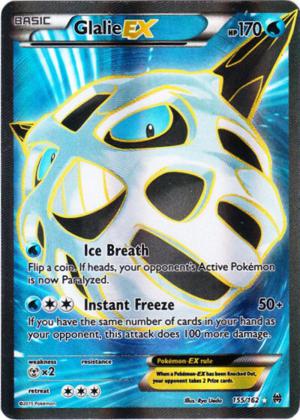 BASIC
Glalie EX
HP 170
Ice Breath
Flip a coin. If heads, your opponent's Active Pokémon
is now Paralyzed.
Instant Freeze 50+
If you have the same number of cards in your hand as
your opponent, this attack does 100 more damage.
weakness resistance
×2
retreat
Pokémon-EX rule
When a Pokémon-EX has been Knocked Out, your
opponent takes 2 Prize cards.
©2015 Pokémon
Illus. Ryo Ueda
155/162